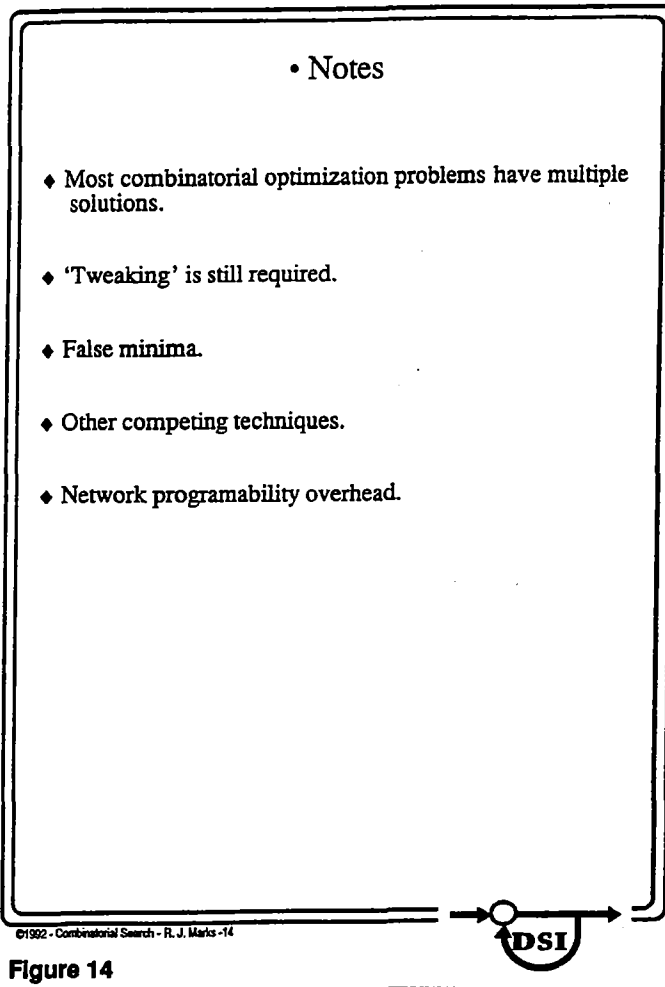 • Notes
♦ Most combinatorial optimization problems have multiple
solutions.
♦ 'Tweaking' is still required.
♦ False minima.
♦ Other competing techniques.
♦ Network programability overhead.
©1992 - Combinatorial Search - R. J. Marks -14
DSI
Figure 14